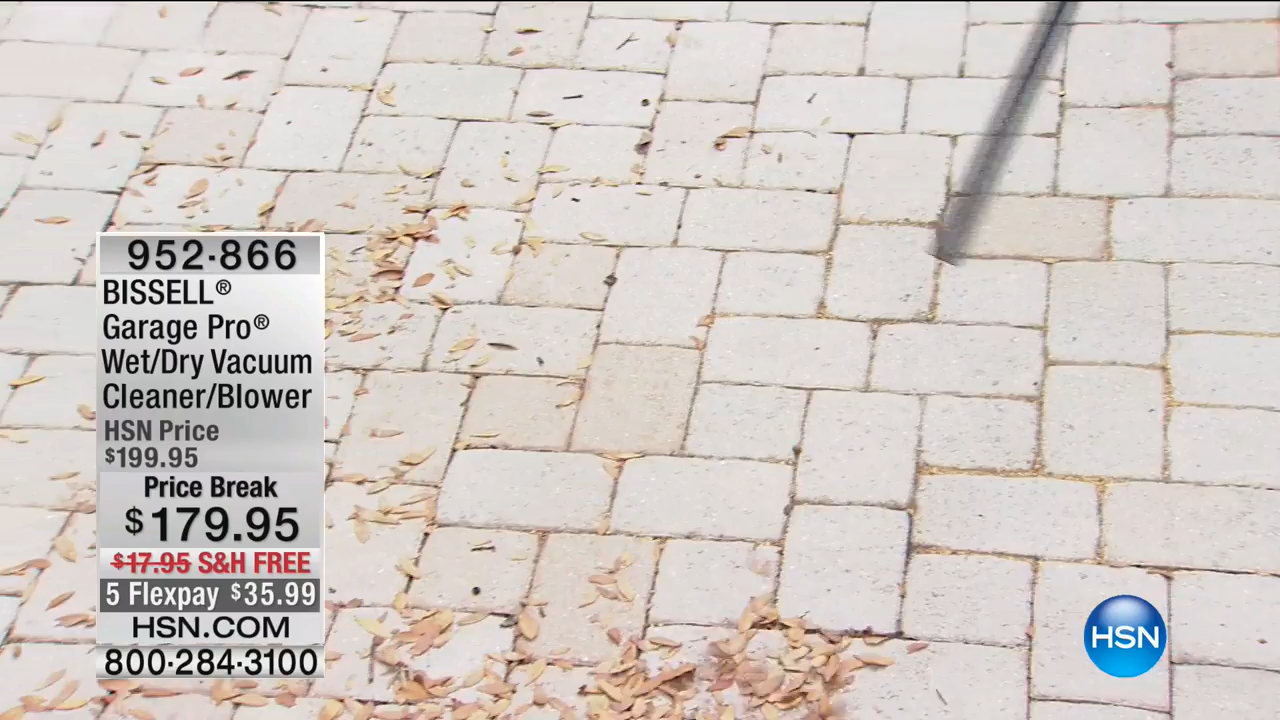 952·866
BISSELL®
Garage Pro®
Wet/Dry Vacuum
Cleaner/Blower
HSN Price
$199.95
Price Break
$179.95
$17.95 S&H FREE
5 Flexpay $35.99
HSN.COM
800·284·3100
HSN